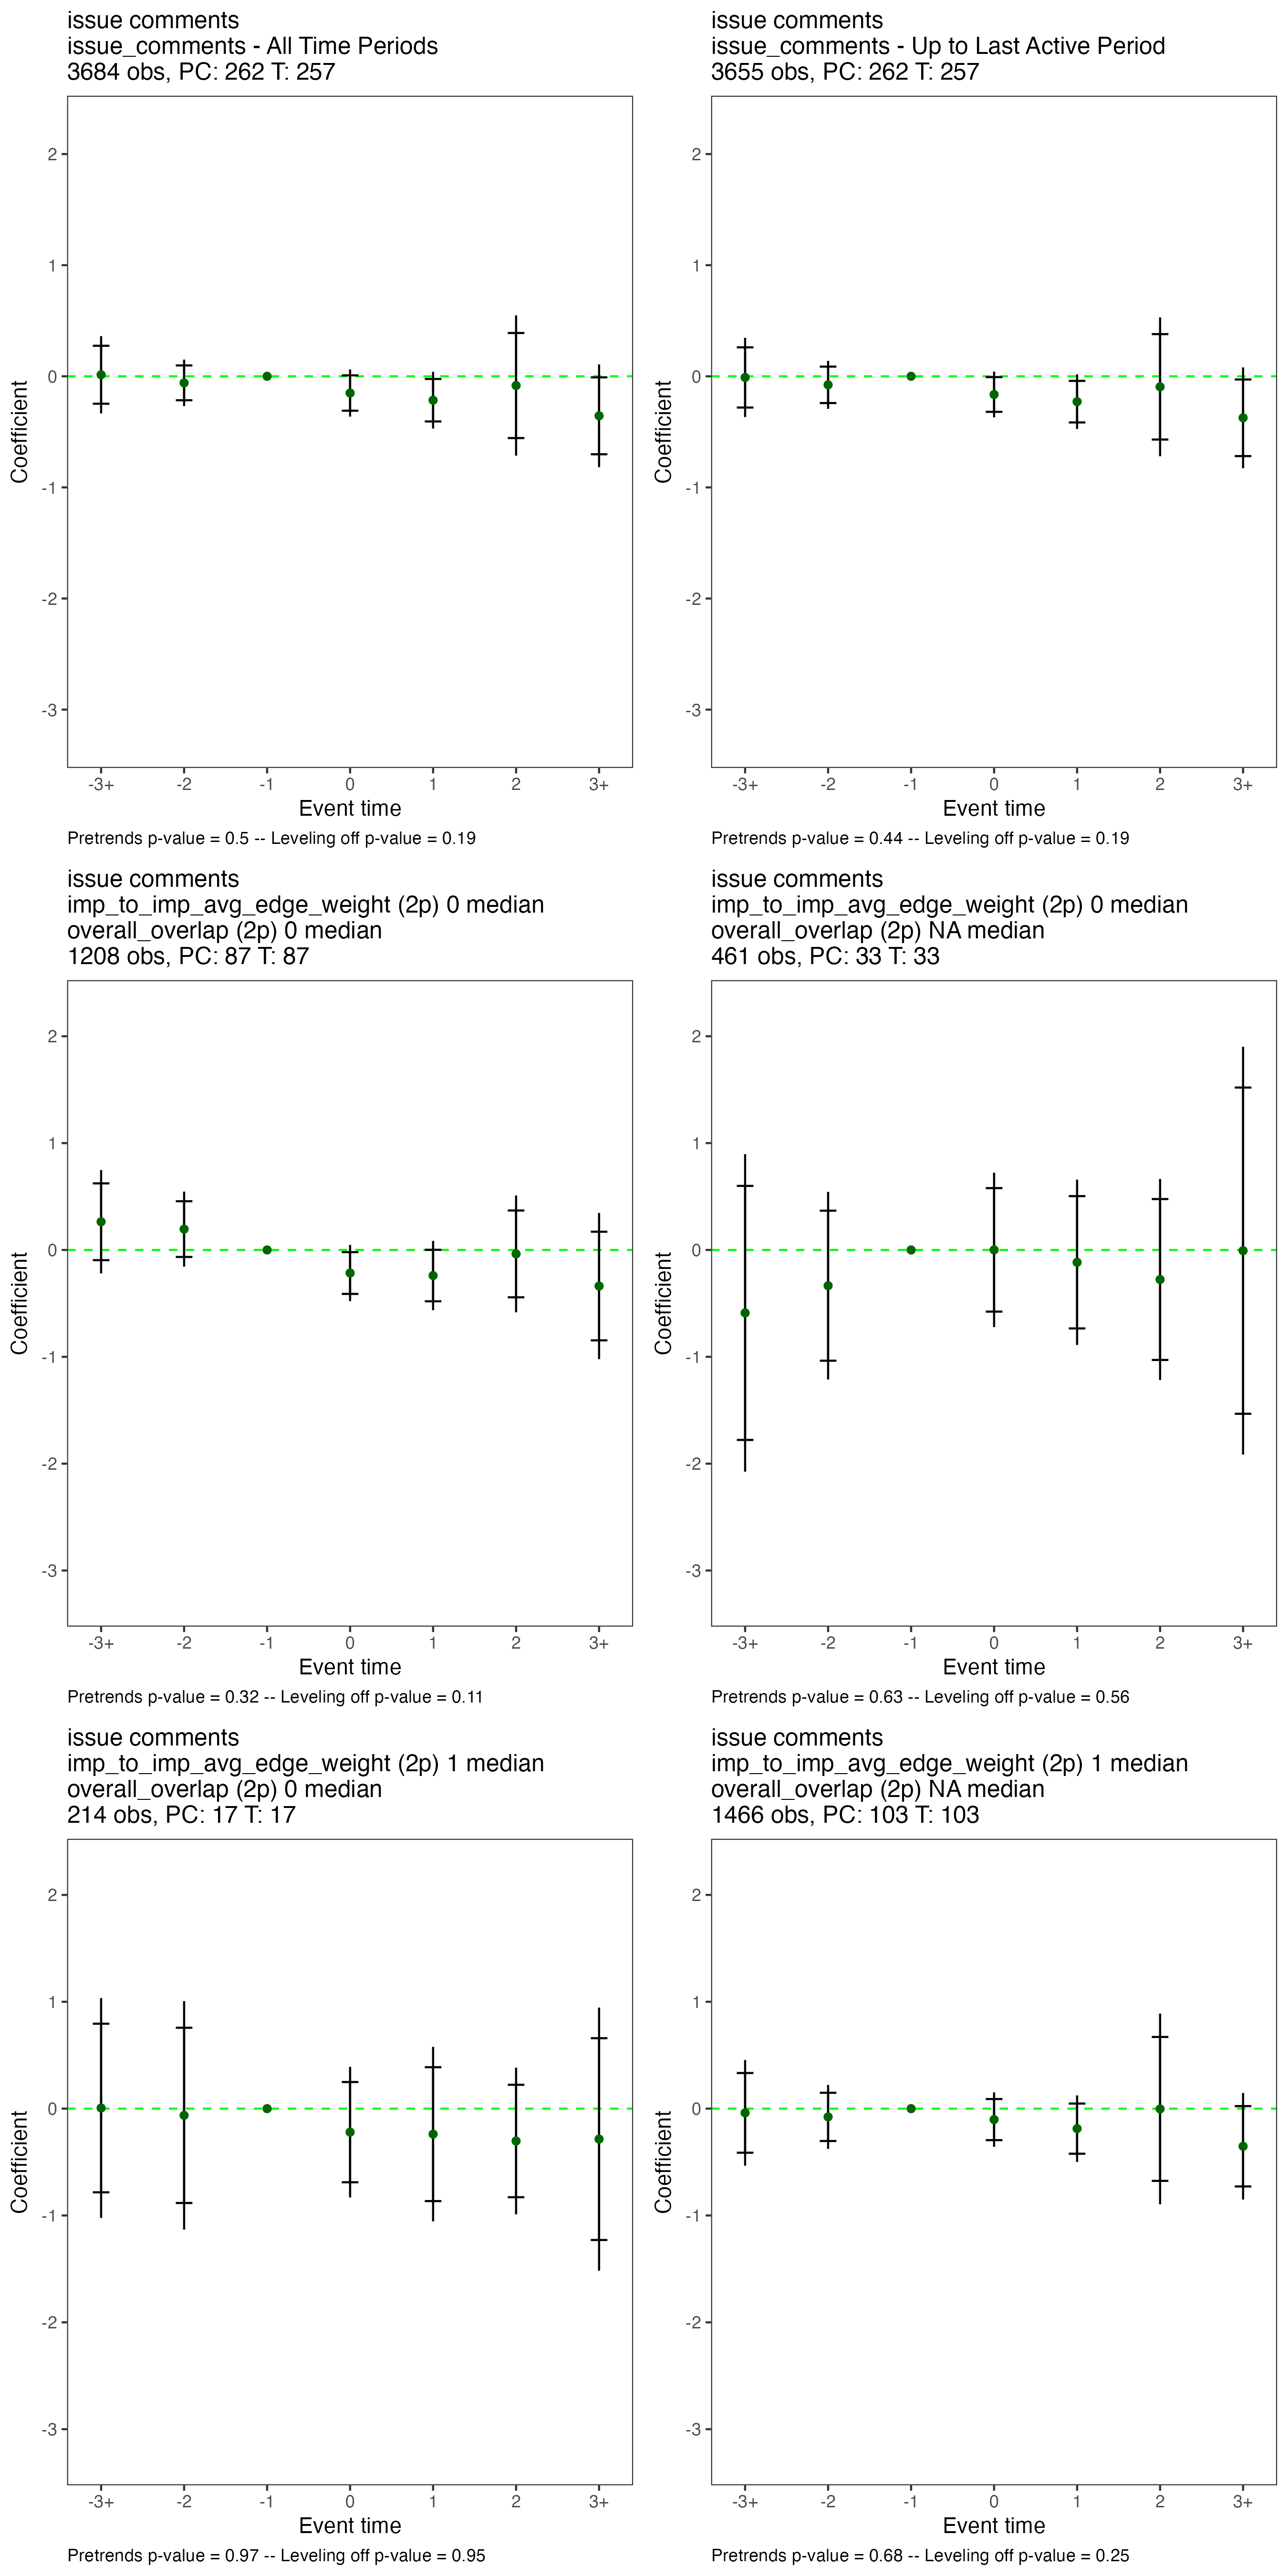 issue comments
issue_comments - All Time Periods
3684 obs, PC: 262 T: 257
2
1
0
-1
-2
-3
Coefficient
-3+ -2 -1 0 1 2 3+
Event time
Pretrends p-value = 0.5 -- Leveling off p-value = 0.19
issue comments
issue_comments - Up to Last Active Period
3655 obs, PC: 262 T: 257
2
1
0
-1
-2
-3
Coefficient
-3+ -2 -1 0 1 2 3+
Event time
Pretrends p-value = 0.44 -- Leveling off p-value = 0.19
issue comments
imp_to_imp_avg_edge_weight (2p) 0 median
overall_overlap (2p) 0 median
1208 obs, PC: 87 T: 87
2
1
0
-1
-2
-3
Coefficient
-3+ -2 -1 0 1 2 3+
Event time
Pretrends p-value = 0.32 -- Leveling off p-value = 0.11
issue comments
imp_to_imp_avg_edge_weight (2p) 0 median
overall_overlap (2p) NA median
461 obs, PC: 33 T: 33
2
1
0
-1
-2
-3
Coefficient
-3+ -2 -1 0 1 2 3+
Event time
Pretrends p-value = 0.63 -- Leveling off p-value = 0.56
issue comments
imp_to_imp_avg_edge_weight (2p) 1 median
overall_overlap (2p) 0 median
214 obs, PC: 17 T: 17
2
1
0
-1
-2
-3
Coefficient
-3+ -2 -1 0 1 2 3+
Event time
Pretrends p-value = 0.97 -- Leveling off p-value = 0.95
issue comments
imp_to_imp_avg_edge_weight (2p) 1 median
overall_overlap (2p) NA median
1466 obs, PC: 103 T: 103
2
1
0
-1
-2
-3
Coefficient
-3+ -2 -1 0 1 2 3+
Event time
Pretrends p-value = 0.68 -- Leveling off p-value = 0.25